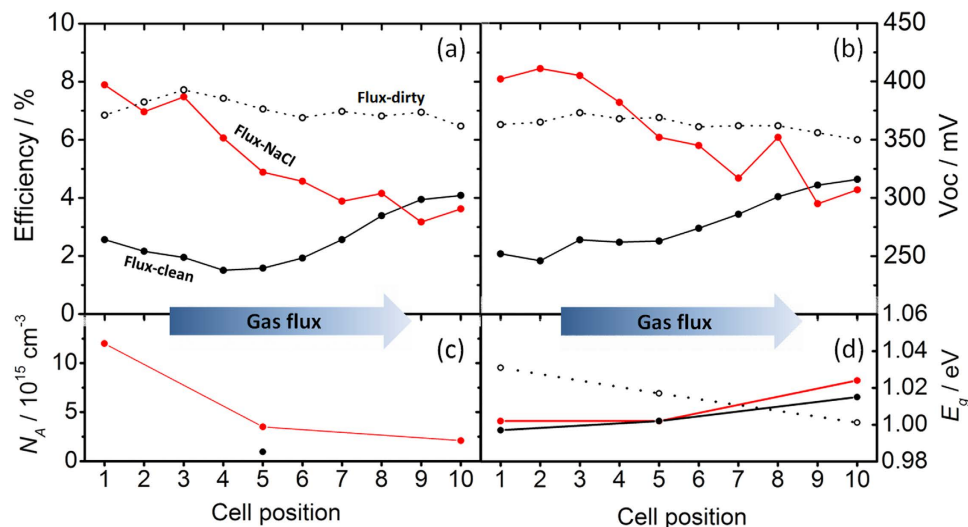 (a)
(b)
10
8
6
4
2
0
Efficiency / %
Flux-dirty
Flux-NaCl
Flux-clean
450
400
350
300
250
Voc / mV
Gas flux
Gas flux
(c)
(d)
10
5
0
N_A / 10^15 cm^-3
1.06
1.04
1.02
1.00
0.98
E_g / eV
1 2 3 4 5 6 7 8 9 10
1 2 3 4 5 6 7 8 9 10
Cell position
Cell position